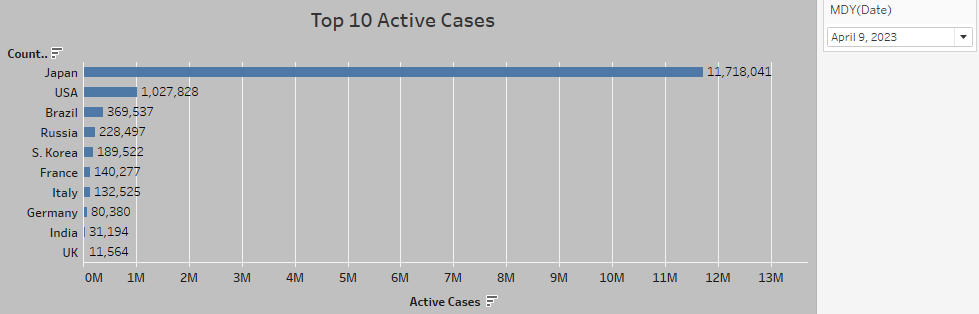 Top 10 Active Cases
MDY(Date)
April 9, 2023
Count..
Japan 11,718,041
USA 1,027,828
Brazil 369,537
Russia 228,497
S. Korea 189,522
France 140,277
Italy 132,525
Germany 80,380
India 31,194
UK 11,564
0M 1M 2M 3M 4M 5M 6M 7M 8M 9M 10M 11M 12M 13M
Active Cases